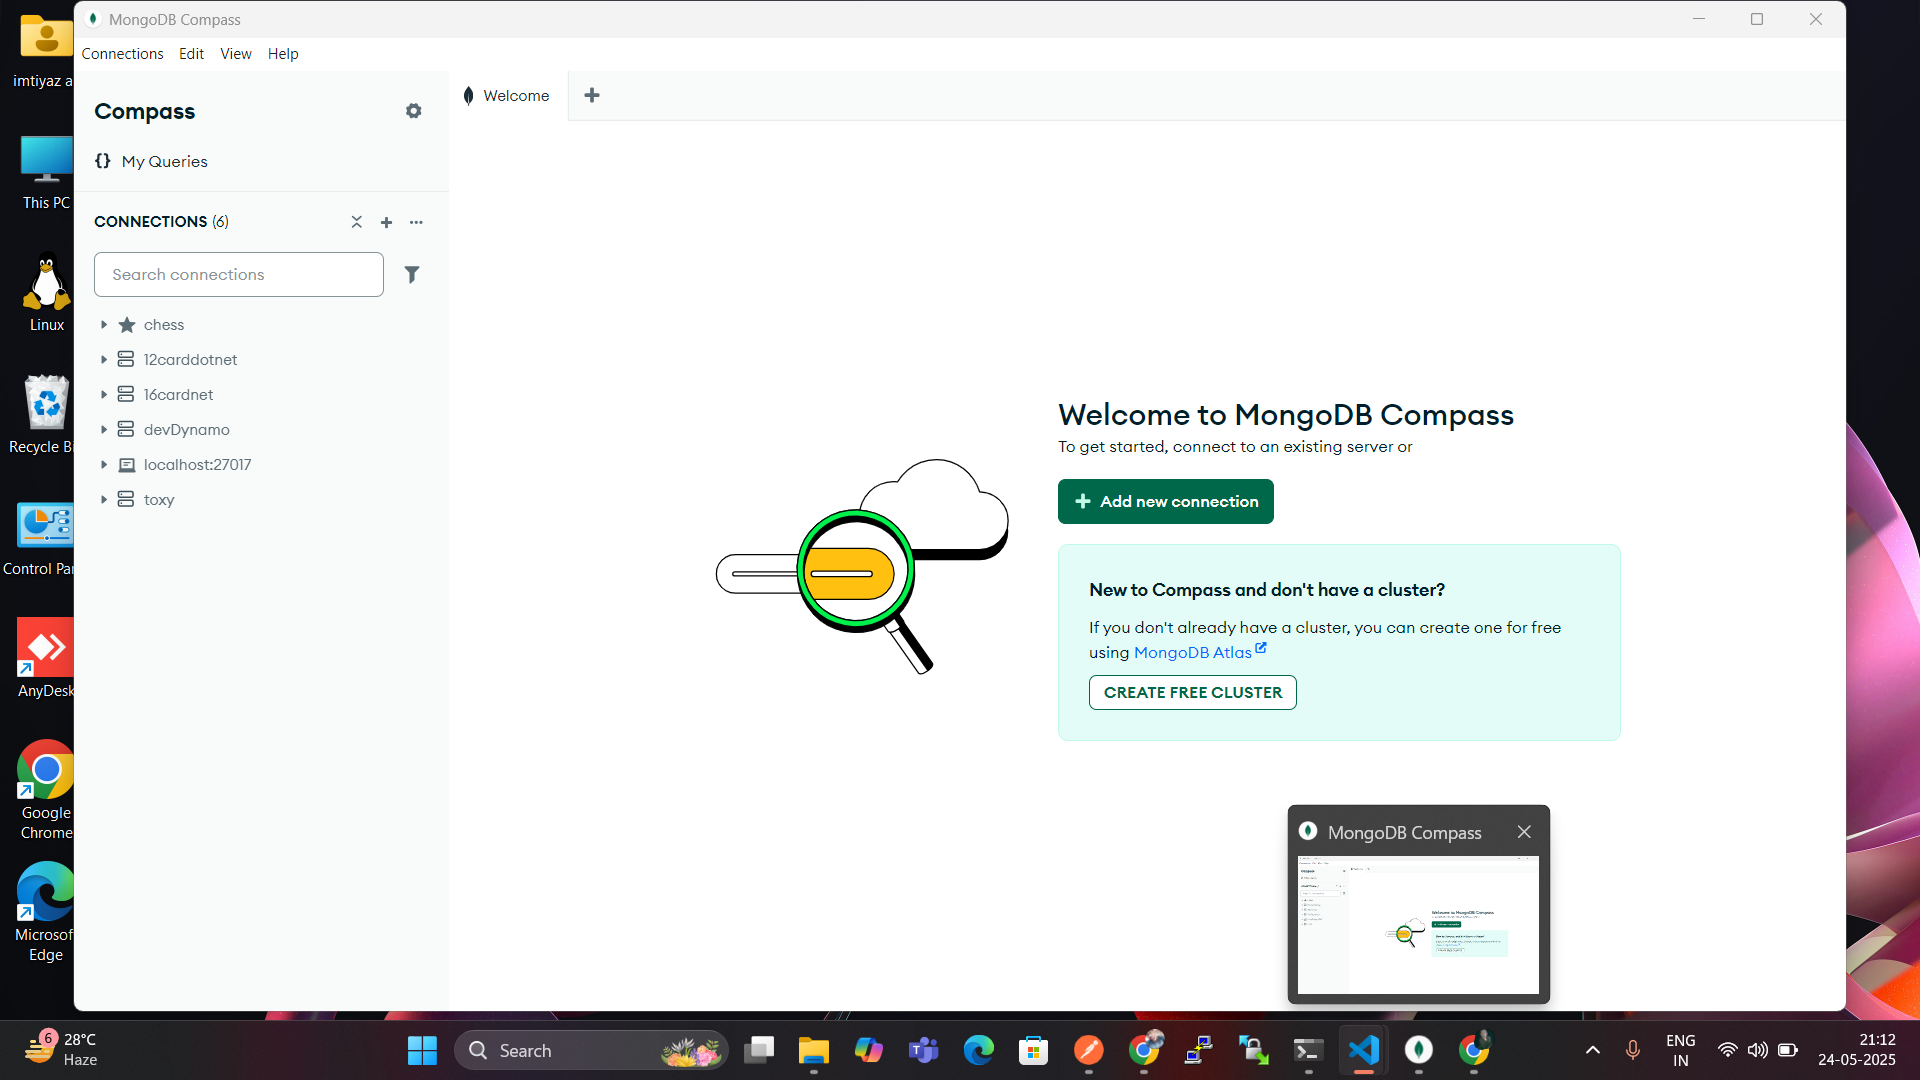 MongoDB Compass
Connections Edit View Help
Compass
My Queries
CONNECTIONS (6)
Search connections
chess
12carddotnet
16cardnet
devDynamo
localhost:27017
toxy
Welcome
Welcome to MongoDB Compass
To get started, connect to an existing server or
Add new connection
New to Compass and don't have a cluster?
If you don't already have a cluster, you can create one for free
using MongoDB Atlas
CREATE FREE CLUSTER
MongoDB Compass
imtiyaz a
This PC
Linux
Recycle Bi
Control Pan
AnyDesk
Google
Chrome
Microsof
Edge
6
28°C
Haze
Search
ENG
IN
21:12
24-05-2025